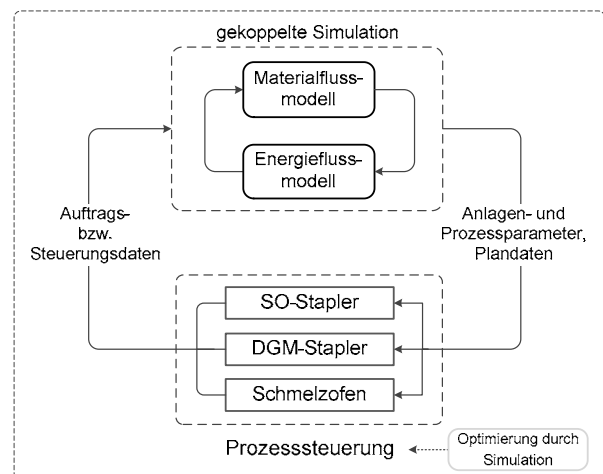 gekoppelte Simulation
Materialfluss-
modell
Energiefluss-
modell
Auftrags-
bzw.
Steuerungsdaten
Anlagen- und
Prozessparameter,
Plandaten
SO-Stapler
DGM-Stapler
Schmelzofen
Prozesssteuerung
Optimierung durch
Simulation